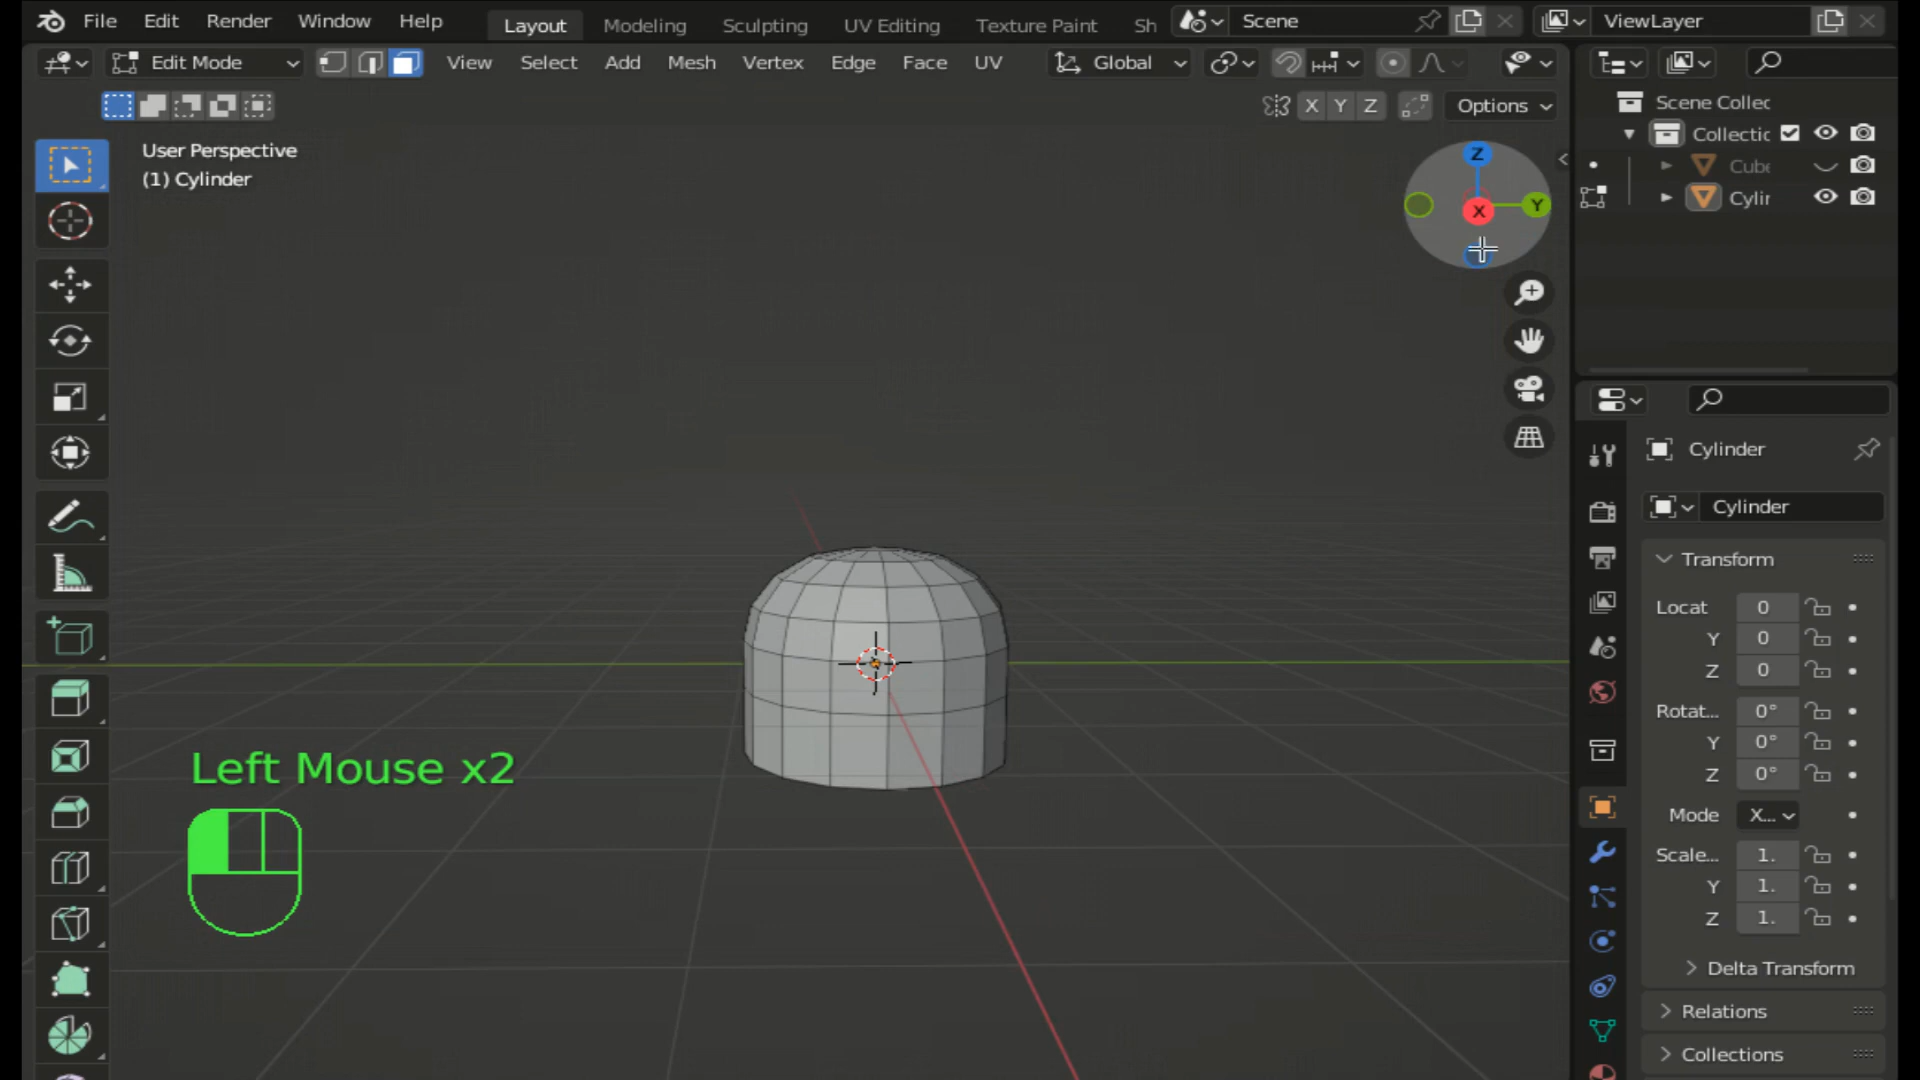 File Edit Render Window Help Layout Modeling Sculpting UV Editing Texture Paint Sh Scene ViewLayer
Edit Mode View Select Add Mesh Vertex Edge Face UV Global
X Y Z Options
User Perspective
(1) Cylinder
Z
X
Y
Scene Collec
Collectic
Cube
Cylir
Cylinder
Cylinder
Transform
Locat 0
Y 0
Z 0
Rotat... 0°
Y 0°
Z 0°
Mode X...
Scale... 1.
Y 1.
Z 1.
Delta Transform
Relations
Collections
Left Mouse x2